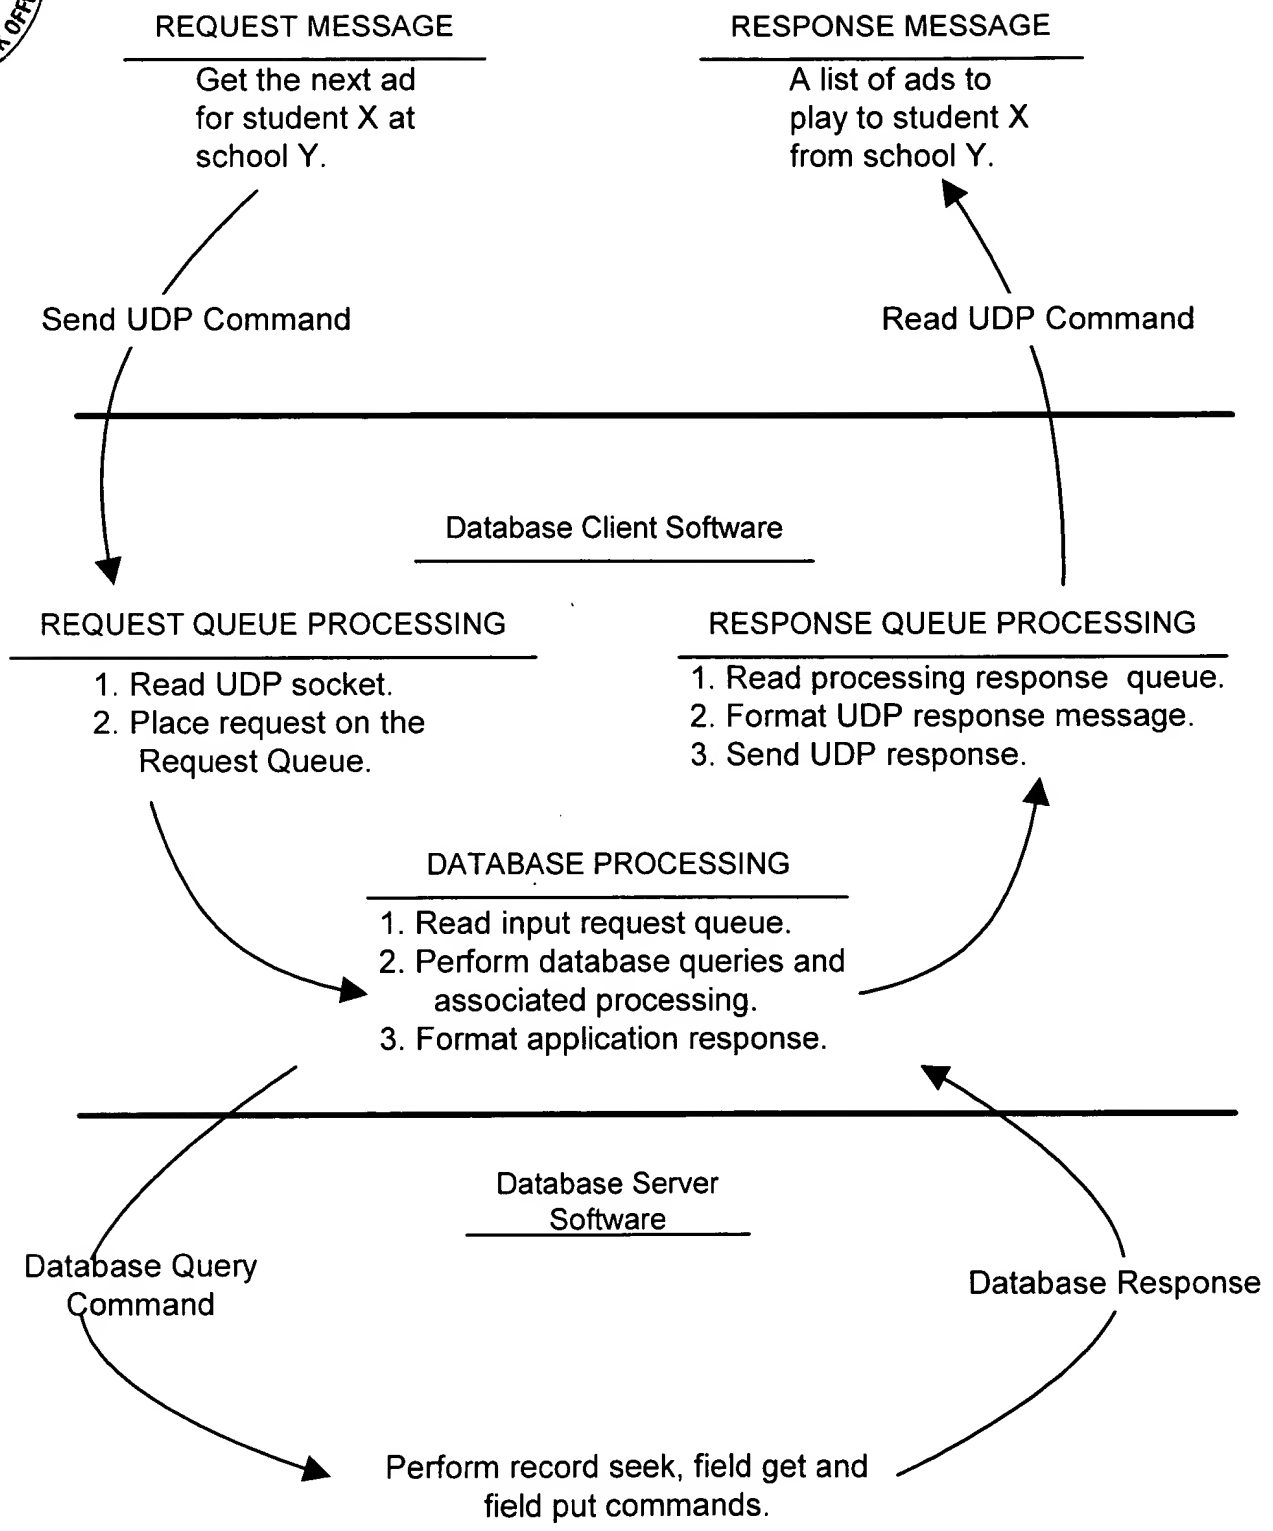 REQUEST MESSAGE
Get the next ad
for student X at
school Y.
RESPONSE MESSAGE
A list of ads to
play to student X
from school Y.
Send UDP Command
Read UDP Command
Database Client Software
REQUEST QUEUE PROCESSING
1. Read UDP socket.
2. Place request on the
Request Queue.
RESPONSE QUEUE PROCESSING
1. Read processing response queue.
2. Format UDP response message.
3. Send UDP response.
DATABASE PROCESSING
1. Read input request queue.
2. Perform database queries and
associated processing.
3. Format application response.
Database Server
Software
Database Query
Command
Database Response
Perform record seek, field get and
field put commands.